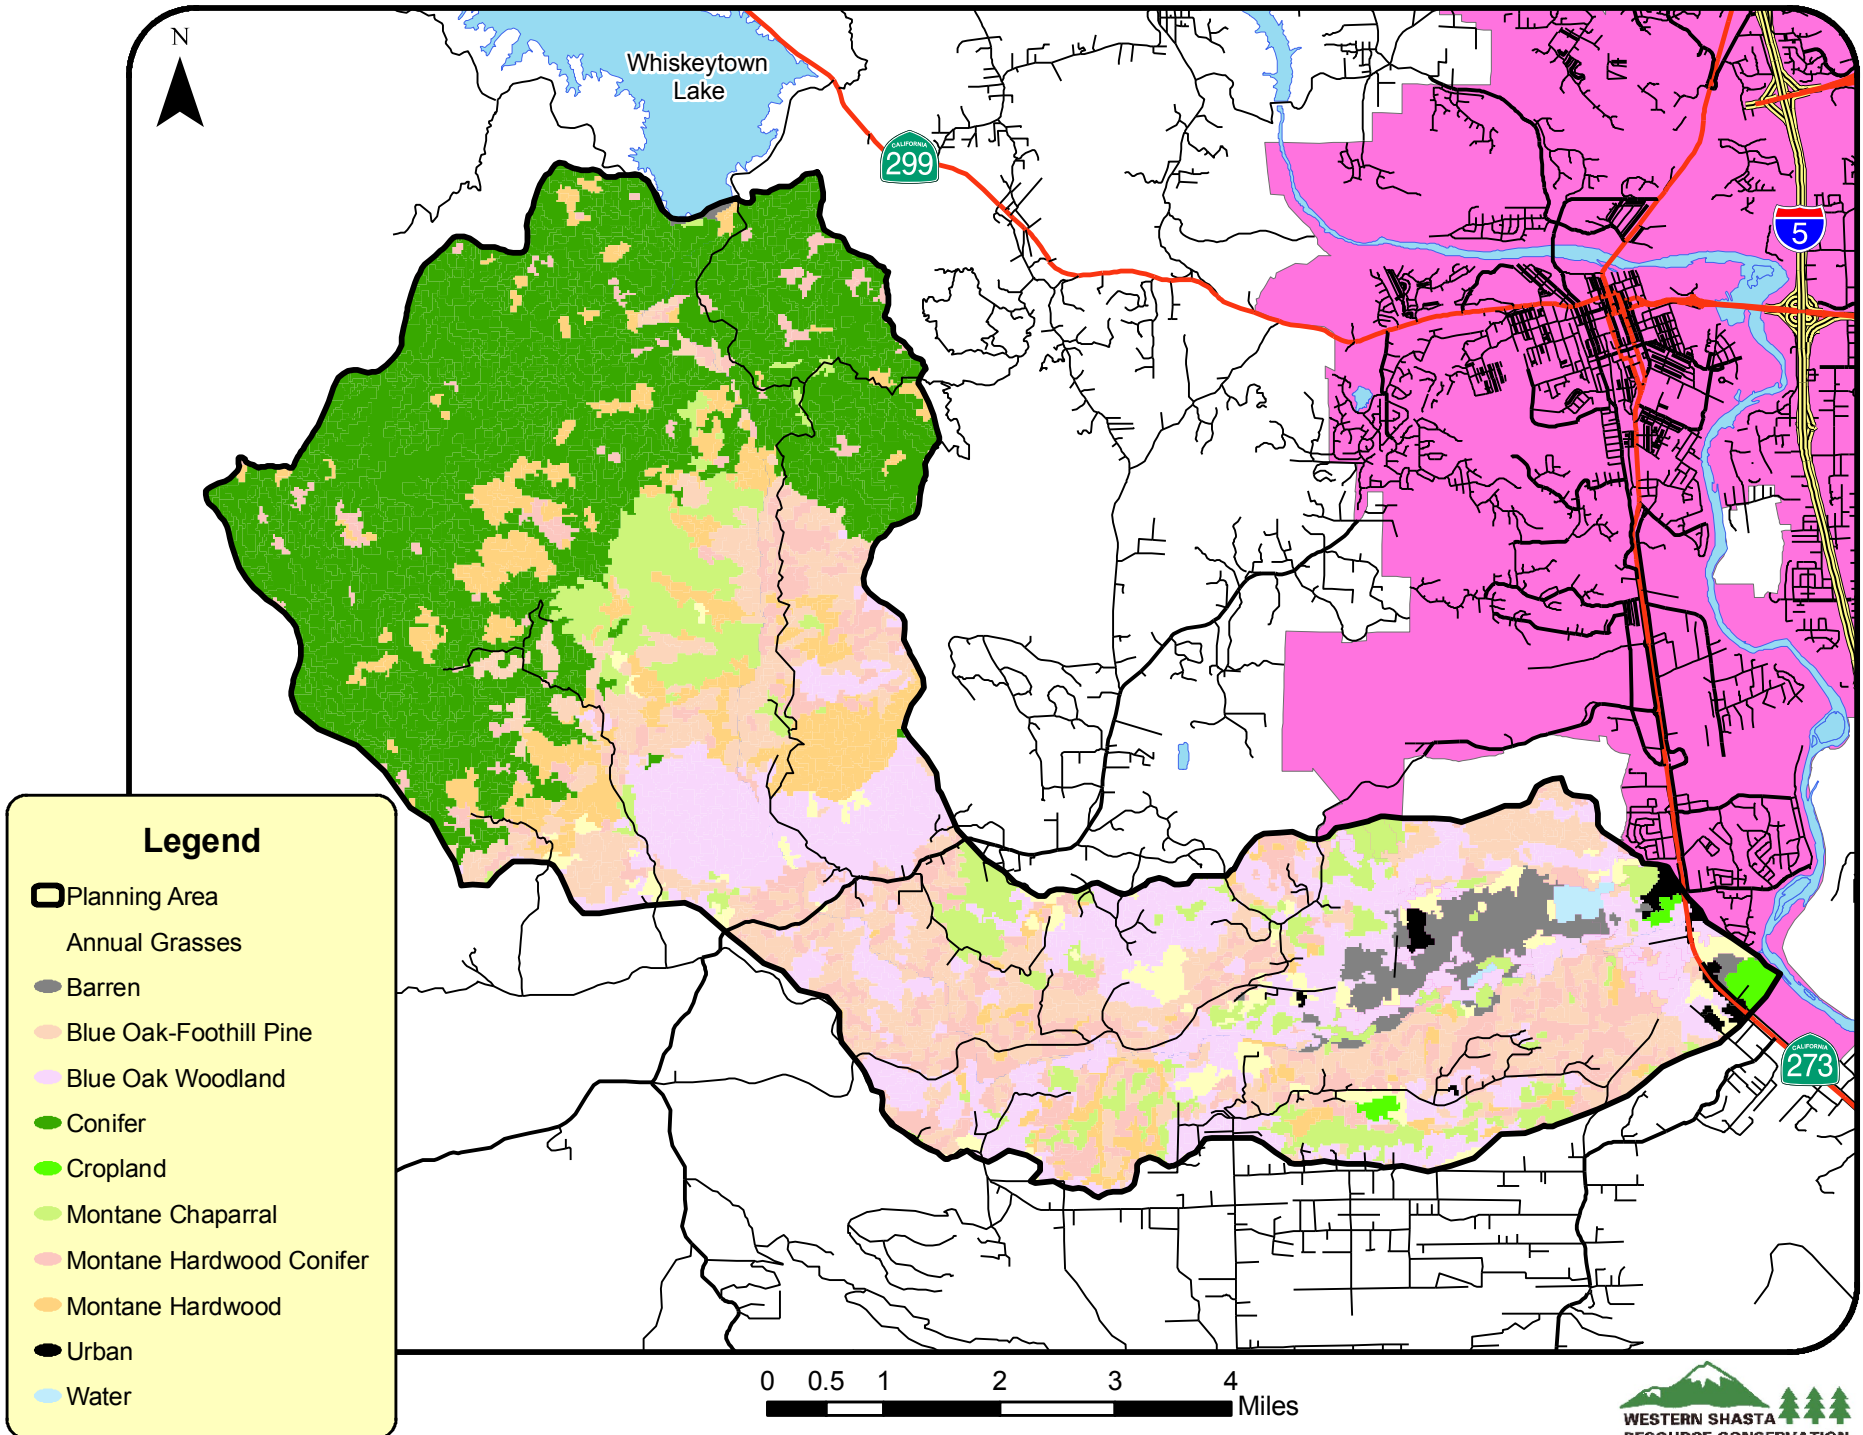 N
Whiskeytown
Lake
CALIFORNIA
299
5
Legend
Planning Area
Annual Grasses
Barren
Blue Oak-Foothill Pine
Blue Oak Woodland
Conifer
Cropland
Montane Chaparral
Montane Hardwood Conifer
Montane Hardwood
Urban
Water
CALIFORNIA
273
0 0.5 1 2 3 4
Miles
WESTERN SHASTA
RESOURCE CONSERVATION